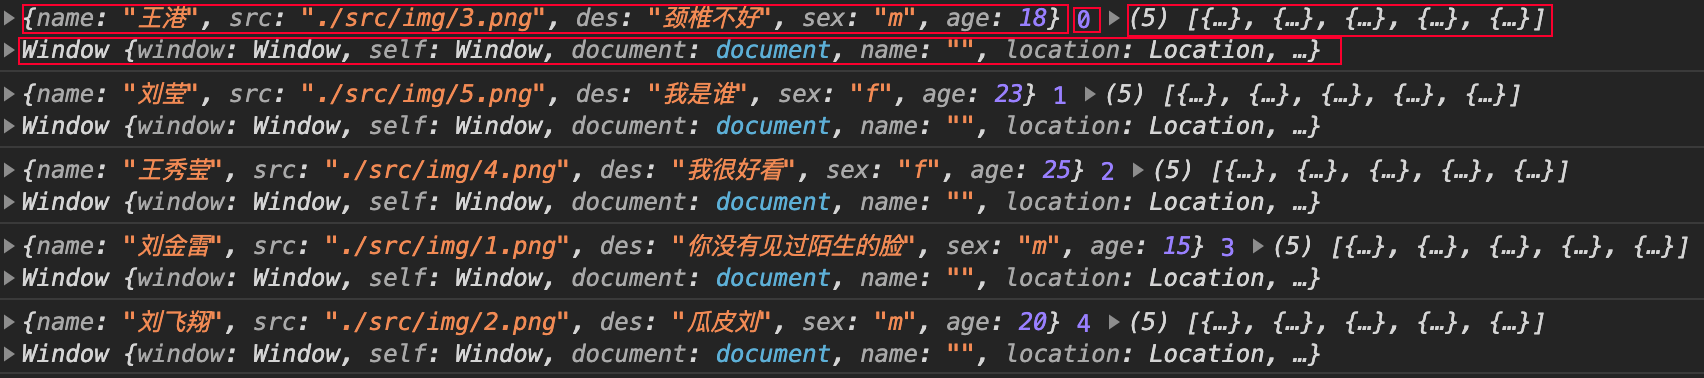 {name: "王港", src: "./src/img/3.png", des: "颈椎不好", sex: "m", age: 18} 0 (5) [{…}, {…}, {…}, {…}, {…}]
Window {window: Window, self: Window, document: document, name: "", location: Location, …}
{name: "刘莹", src: "./src/img/5.png", des: "我是谁", sex: "f", age: 23} 1 (5) [{…}, {…}, {…}, {…}, {…}]
Window {window: Window, self: Window, document: document, name: "", location: Location, …}
{name: "王秀莹", src: "./src/img/4.png", des: "我很好看", sex: "f", age: 25} 2 (5) [{…}, {…}, {…}, {…}, {…}]
Window {window: Window, self: Window, document: document, name: "", location: Location, …}
{name: "刘金雷", src: "./src/img/1.png", des: "你没有见过陌生的脸", sex: "m", age: 15} 3 (5) [{…}, {…}, {…}, {…}, {…}]
Window {window: Window, self: Window, document: document, name: "", location: Location, …}
{name: "刘飞翔", src: "./src/img/2.png", des: "瓜皮刘", sex: "m", age: 20} 4 (5) [{…}, {…}, {…}, {…}, {…}]
Window {window: Window, self: Window, document: document, name: "", location: Location, …}